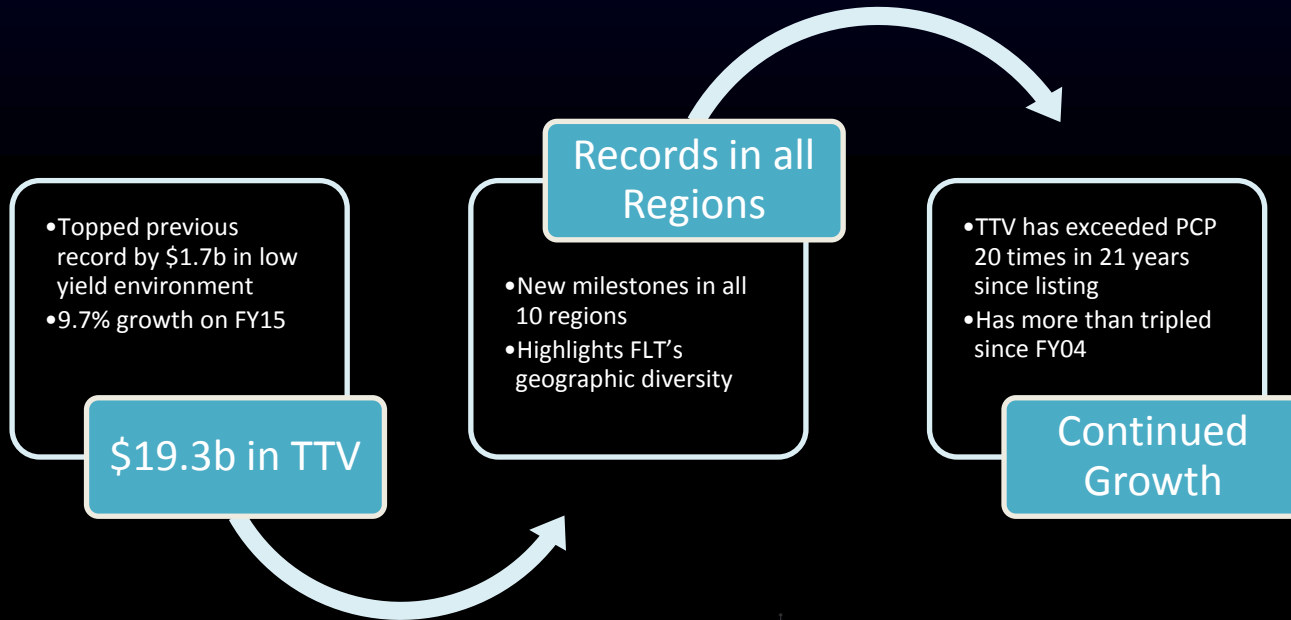 •Topped previous
record by $1.7b in low
yield environment
•9.7% growth on FY15
$19.3b in TTV
Records in all
Regions
•New milestones in all
10 regions
•Highlights FLT’s
geographic diversity
•TTV has exceeded PCP
20 times in 21 years
since listing
•Has more than tripled
since FY04
Continued
Growth